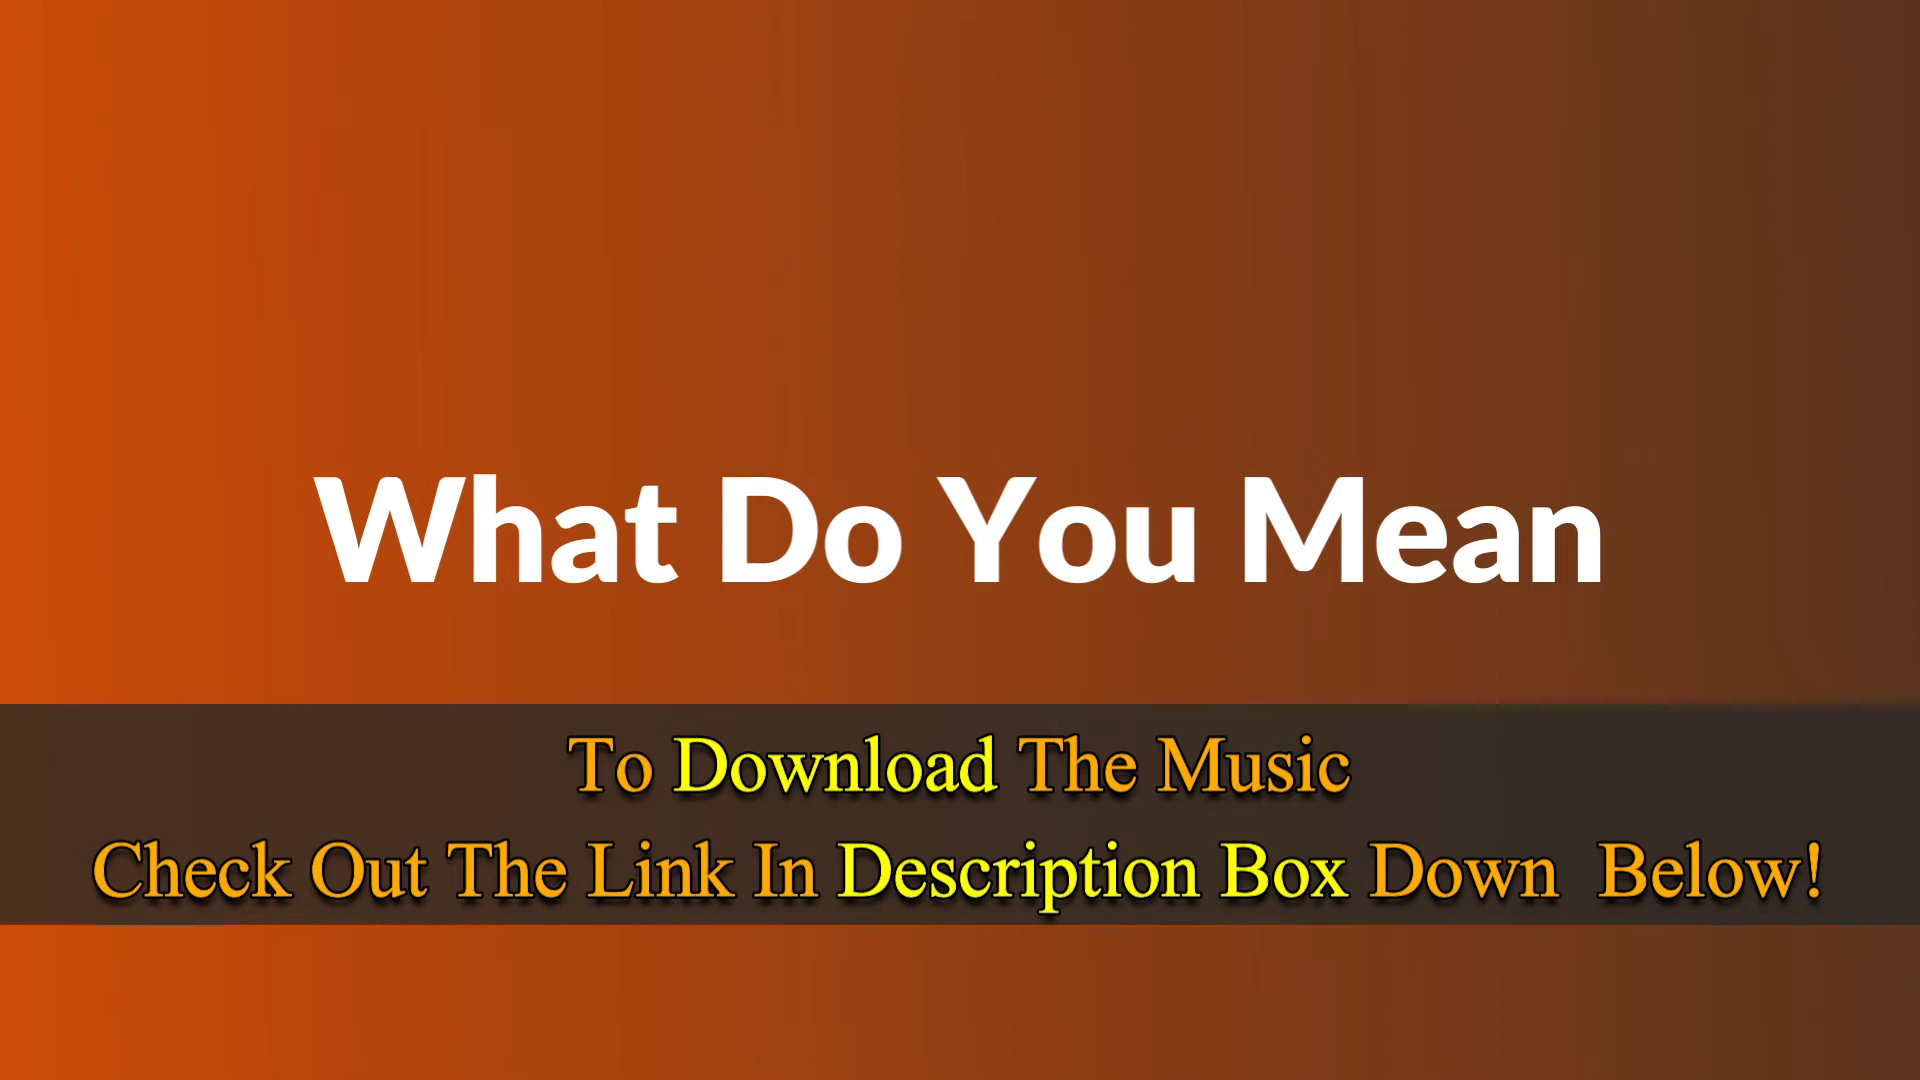 What Do You Mean
To Download The Music
Check Out The Link In Description Box Down  Below!